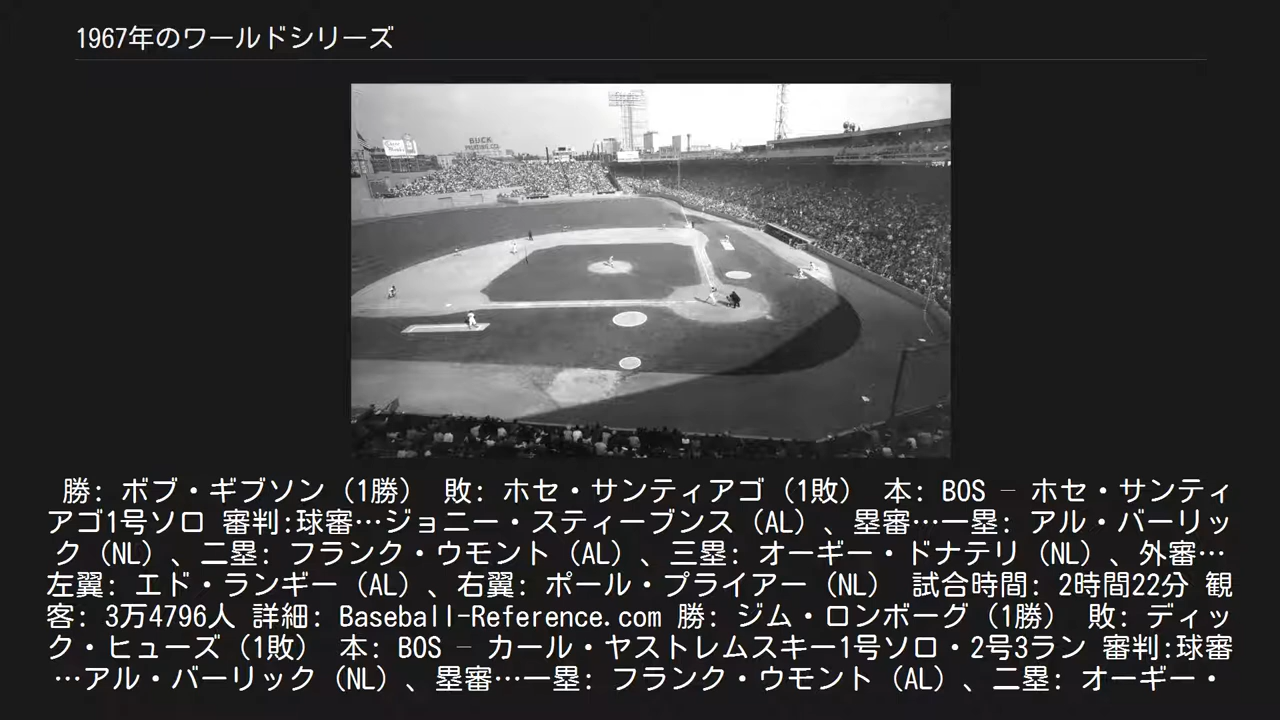 1967年のワールドシリーズ
BUCK
PRINTING CO.
勝: ボブ・ギブソン（1勝） 敗: ホセ・サンティアゴ（1敗） 本: BOS – ホセ・サンティ
アゴ1号ソロ 審判:球審…ジョニー・スティーブンス（AL）、塁審…一塁: アル・バーリッ
ク（NL）、二塁: フランク・ウモント（AL）、三塁: オーギー・ドナテリ（NL）、外審…
左翼: エド・ランギー（AL）、右翼: ポール・プライアー（NL） 試合時間: 2時間22分 観
客: 3万4796人 詳細: Baseball-Reference.com 勝: ジム・ロンボーグ（1勝） 敗: ディッ
ク・ヒューズ（1敗） 本: BOS – カール・ヤストレムスキー1号ソロ・2号3ラン 審判:球審
…アル・バーリック（NL）、塁審…一塁: フランク・ウモント（AL）、二塁: オーギー・